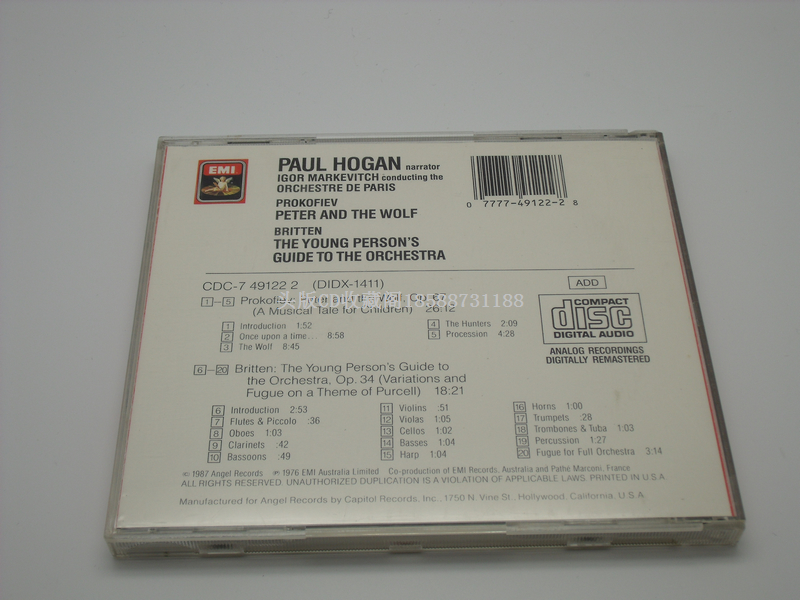 EMI
PAUL HOGAN narrator
IGOR MARKEVITCH conducting the
ORCHESTRE DE PARIS
PROKOFIEV
PETER AND THE WOLF
BRITTEN
THE YOUNG PERSON'S
GUIDE TO THE ORCHESTRA
0 7777-49122-2 8
CDC-7 49122 2 (DIDX-1411)
ADD
1-5 Prokofiev: Peter and the Wolf, Op. 67
(A Musical Tale for Children) 26:12
1 Introduction 1:52
2 Once upon a time... 8:58
3 The Wolf 8:45
4 The Hunters 2:09
5 Procession 4:28
COMPACT
disc
DIGITAL AUDIO
ANALOG RECORDINGS
DIGITALLY REMASTERED
6-20 Britten: The Young Person's Guide to
the Orchestra, Op. 34 (Variations and
Fugue on a Theme of Purcell) 18:21
6 Introduction 2:53
7 Flutes & Piccolo :36
8 Oboes 1:03
9 Clarinets :42
10 Bassoons :49
11 Violins :51
12 Violas 1:05
13 Cellos 1:02
14 Basses 1:04
15 Harp 1:04
16 Horns 1:00
17 Trumpets :28
18 Trombones & Tuba 1:03
19 Percussion 1:27
20 Fugue for Full Orchestra 3:14
© 1987 Angel Records ℗ 1976 EMI Australia Limited Co-production of EMI Records, Australia and Pathe Marconi, France
ALL RIGHTS RESERVED. UNAUTHORIZED DUPLICATION IS A VIOLATION OF APPLICABLE LAWS. PRINTED IN U.S.A.
Manufactured for Angel Records by Capitol Records, Inc., 1750 N. Vine St., Hollywood, California, U.S.A.
18388731188